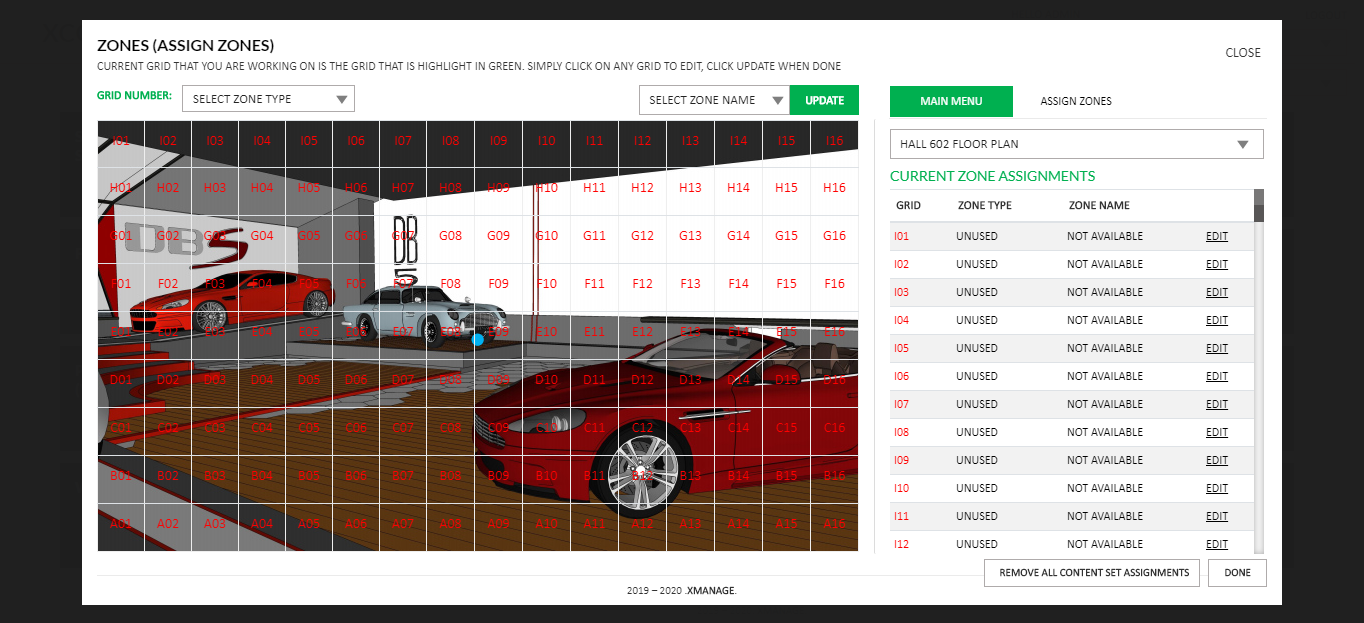 ZONES (ASSIGN ZONES)
CLOSE
CURRENT GRID THAT YOU ARE WORKING ON IS THE GRID THAT IS HIGHLIGHT IN GREEN. SIMPLY CLICK ON ANY GRID TO EDIT, CLICK UPDATE WHEN DONE
GRID NUMBER: SELECT ZONE TYPE SELECT ZONE NAME UPDATE
I01 I02 I03 I04 I05 I06 I07 I08 I09 I10 I11 I12 I13 I14 I15 I16
H01 H02 H03 H04 H05 H06 H07 H08 H09 H10 H11 H12 H13 H14 H15 H16
G01 G02 G03 G04 G05 G06 G07 G08 G09 G10 G11 G12 G13 G14 G15 G16
DBS
DB
5
F01 F02 F03 F04 F05 F06 F07 F08 F09 F10 F11 F12 F13 F14 F15 F16
E01 E02 E03 E04 E05 E06 E07 E08 E09 E10 E11 E12 E13 E14 E15 E16
D01 D02 D03 D04 D05 D06 D07 D08 D09 D10 D11 D12 D13 D14 D15 D16
C01 C02 C03 C04 C05 C06 C07 C08 C09 C10 C11 C12 C13 C14 C15 C16
B01 B02 B03 B04 B05 B06 B07 B08 B09 B10 B11 B12 B13 B14 B15 B16
A01 A02 A03 A04 A05 A06 A07 A08 A09 A10 A11 A12 A13 A14 A15 A16
MAIN MENU ASSIGN ZONES
HALL 602 FLOOR PLAN
CURRENT ZONE ASSIGNMENTS
GRID ZONE TYPE ZONE NAME
I01 UNUSED NOT AVAILABLE EDIT
I02 UNUSED NOT AVAILABLE EDIT
I03 UNUSED NOT AVAILABLE EDIT
I04 UNUSED NOT AVAILABLE EDIT
I05 UNUSED NOT AVAILABLE EDIT
I06 UNUSED NOT AVAILABLE EDIT
I07 UNUSED NOT AVAILABLE EDIT
I08 UNUSED NOT AVAILABLE EDIT
I09 UNUSED NOT AVAILABLE EDIT
I10 UNUSED NOT AVAILABLE EDIT
I11 UNUSED NOT AVAILABLE EDIT
I12 UNUSED NOT AVAILABLE EDIT
REMOVE ALL CONTENT SET ASSIGNMENTS DONE
2019 – 2020 .XMANAGE.